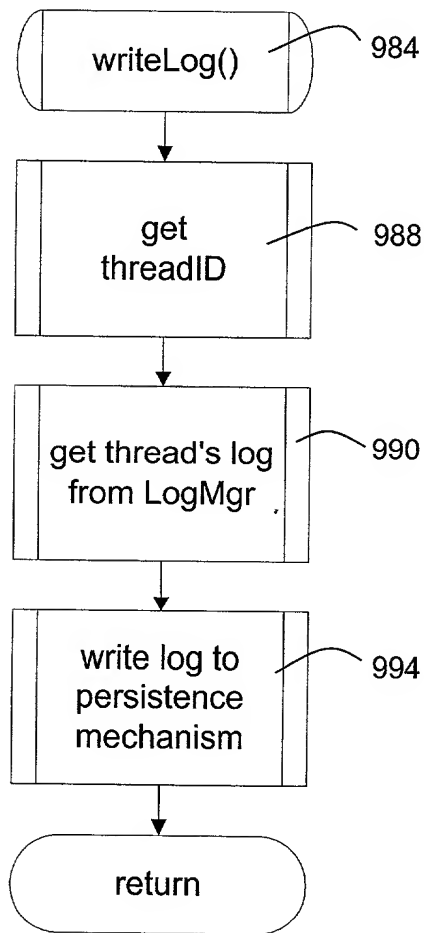 writeLog()
984
get
threadID
988
get thread's log
from LogMgr
990
write log to
persistence
mechanism
994
return